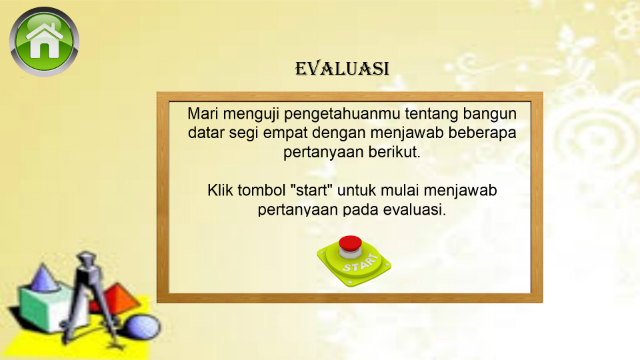 EVALUASI
Mari menguji pengetahuanmu tentang bangun
datar segi empat dengan menjawab beberapa
pertanyaan berikut.
Klik tombol "start" untuk mulai menjawab
pertanyaan pada evaluasi.
START